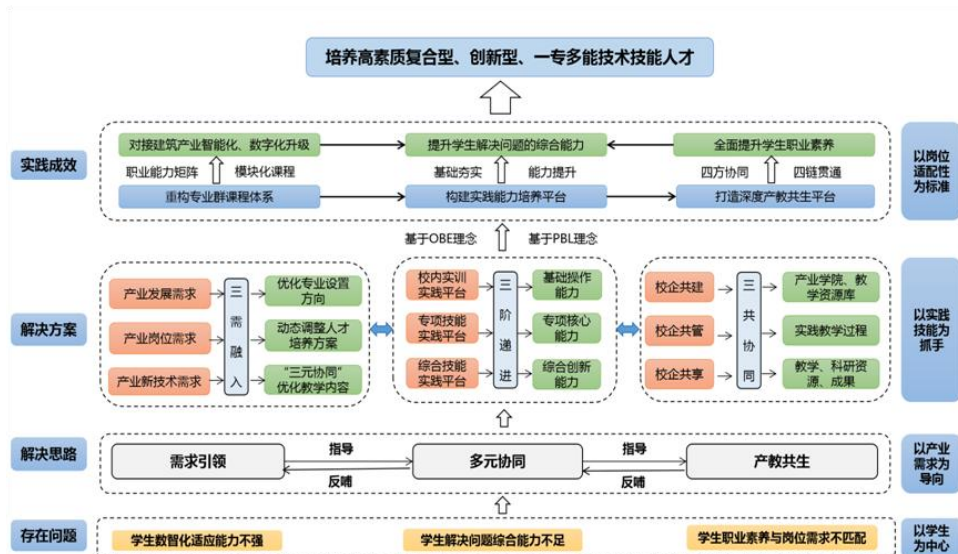 培养高素质复合型、创新型、一专多能技术技能人才
实践成效
对接建筑产业智能化、数字化升级
提升学生解决问题的综合能力
全面提升学生职业素养
职业能力矩阵
模块化课程
基础夯实
能力提升
四方协同
四链贯通
重构专业群课程体系
构建实践能力培养平台
打造深度产教共生平台
以岗位
适配性
为标准
基于OBE理念
基于PBL理念
解决方案
产业发展需求
产业岗位需求
产业新技术需求
三
需
融
入
优化专业设置
方向
动态调整人才
培养方案
“三元协同”
优化教学内容
校内实训
实践平台
专项技能
实践平台
综合技能
实践平台
三
阶
递
进
基础操作
能力
专项核心
能力
综合创新
能力
校企共建
校企共管
校企共享
三
共
协
同
产业学院、教
学资源库
实践教学过程
教学、科研资
源、成果
以实践
技能为
抓手
解决思路
需求引领
指导
反哺
多元协同
指导
反哺
产教共生
以产业
需求为
导向
存在问题
学生数智化适应能力不强
学生解决问题综合能力不足
学生职业素养与岗位需求不匹配
以学生
为中心